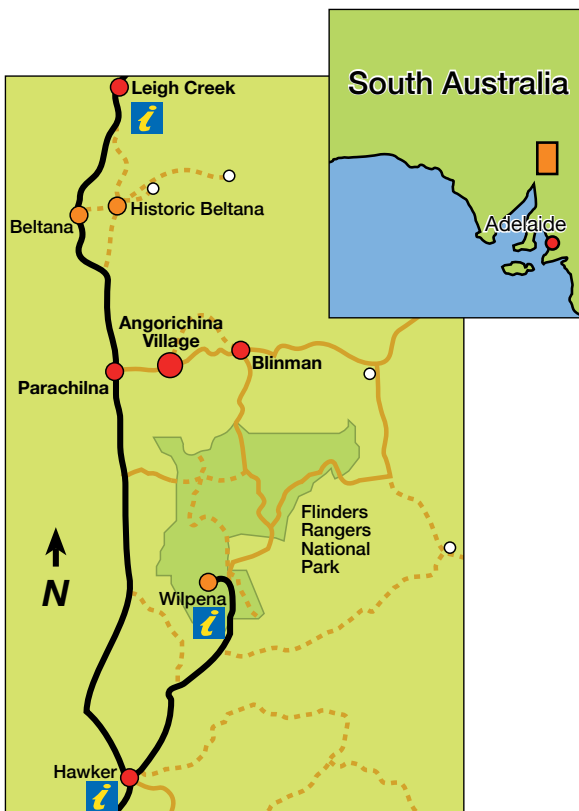 South Australia
Adelaide
Leigh Creek
i
Beltana
Historic Beltana
Angorichina
Village
Blinman
Parachilna
Flinders
Rangers
National
Park
N
Wilpena
i
Hawker
i